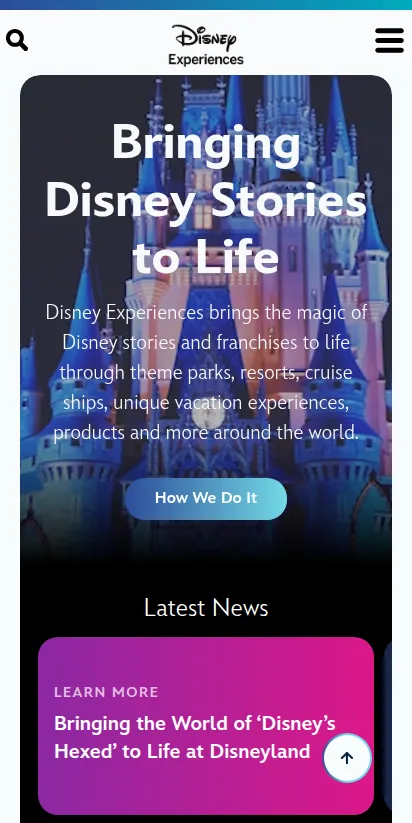 Disney
Experiences
Bringing
Disney Stories
to Life
Disney Experiences brings the magic of
Disney stories and franchises to life
through theme parks, resorts, cruise
ships, unique vacation experiences,
products and more around the world.
How We Do It
Latest News
LEARN MORE
Bringing the World of ‘Disney’s
Hexed’ to Life at Disneyland